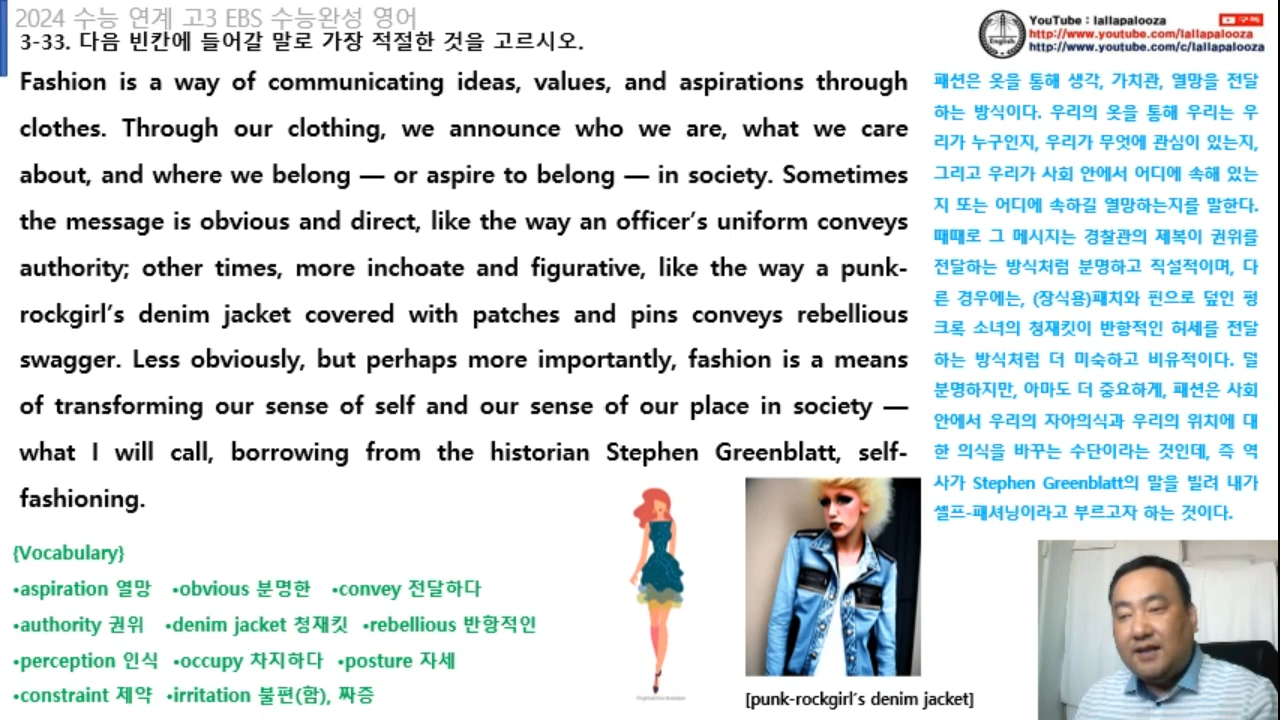 2024 수능 연계 고3 EBS 수능완성 영어
3-33. 다음 빈칸에 들어갈 말로 가장 적절한 것을 고르시오.
English
YouTube : lallapalooza
구독
http://www.youtube.com/lallapalooza
http://www.youtube.com/c/lallapalooza
Fashion is a way of communicating ideas, values, and aspirations through
clothes. Through our clothing, we announce who we are, what we care
about, and where we belong — or aspire to belong — in society. Sometimes
the message is obvious and direct, like the way an officer’s uniform conveys
authority; other times, more inchoate and figurative, like the way a punk-
rockgirl’s denim jacket covered with patches and pins conveys rebellious
swagger. Less obviously, but perhaps more importantly, fashion is a means
of transforming our sense of self and our sense of our place in society —
what I will call, borrowing from the historian Stephen Greenblatt, self-
fashioning.
패션은 옷을 통해 생각, 가치관, 열망을 전달
하는 방식이다. 우리의 옷을 통해 우리는 우
리가 누구인지, 우리가 무엇에 관심이 있는지,
그리고 우리가 사회 안에서 어디에 속해 있는
지 또는 어디에 속하길 열망하는지를 말한다.
때때로 그 메시지는 경찰관의 제복이 권위를
전달하는 방식처럼 분명하고 직설적이며, 다
른 경우에는, (장식용)패치와 핀으로 덮인 펑
크록 소녀의 청재킷이 반항적인 허세를 전달
하는 방식처럼 더 미숙하고 비유적이다. 덜
분명하지만, 아마도 더 중요하게, 패션은 사회
안에서 우리의 자아의식과 우리의 위치에 대
한 의식을 바꾸는 수단이라는 것인데, 즉 역
사가 Stephen Greenblatt의 말을 빌려 내가
셀프-패셔닝이라고 부르고자 하는 것이다.
{Vocabulary}
•aspiration 열망 •obvious 분명한 •convey 전달하다
•authority 권위 •denim jacket 청재킷 •rebellious 반항적인
•perception 인식 •occupy 차지하다 •posture 자세
•constraint 제약 •irritation 불편(함), 짜증
[punk-rockgirl’s denim jacket]